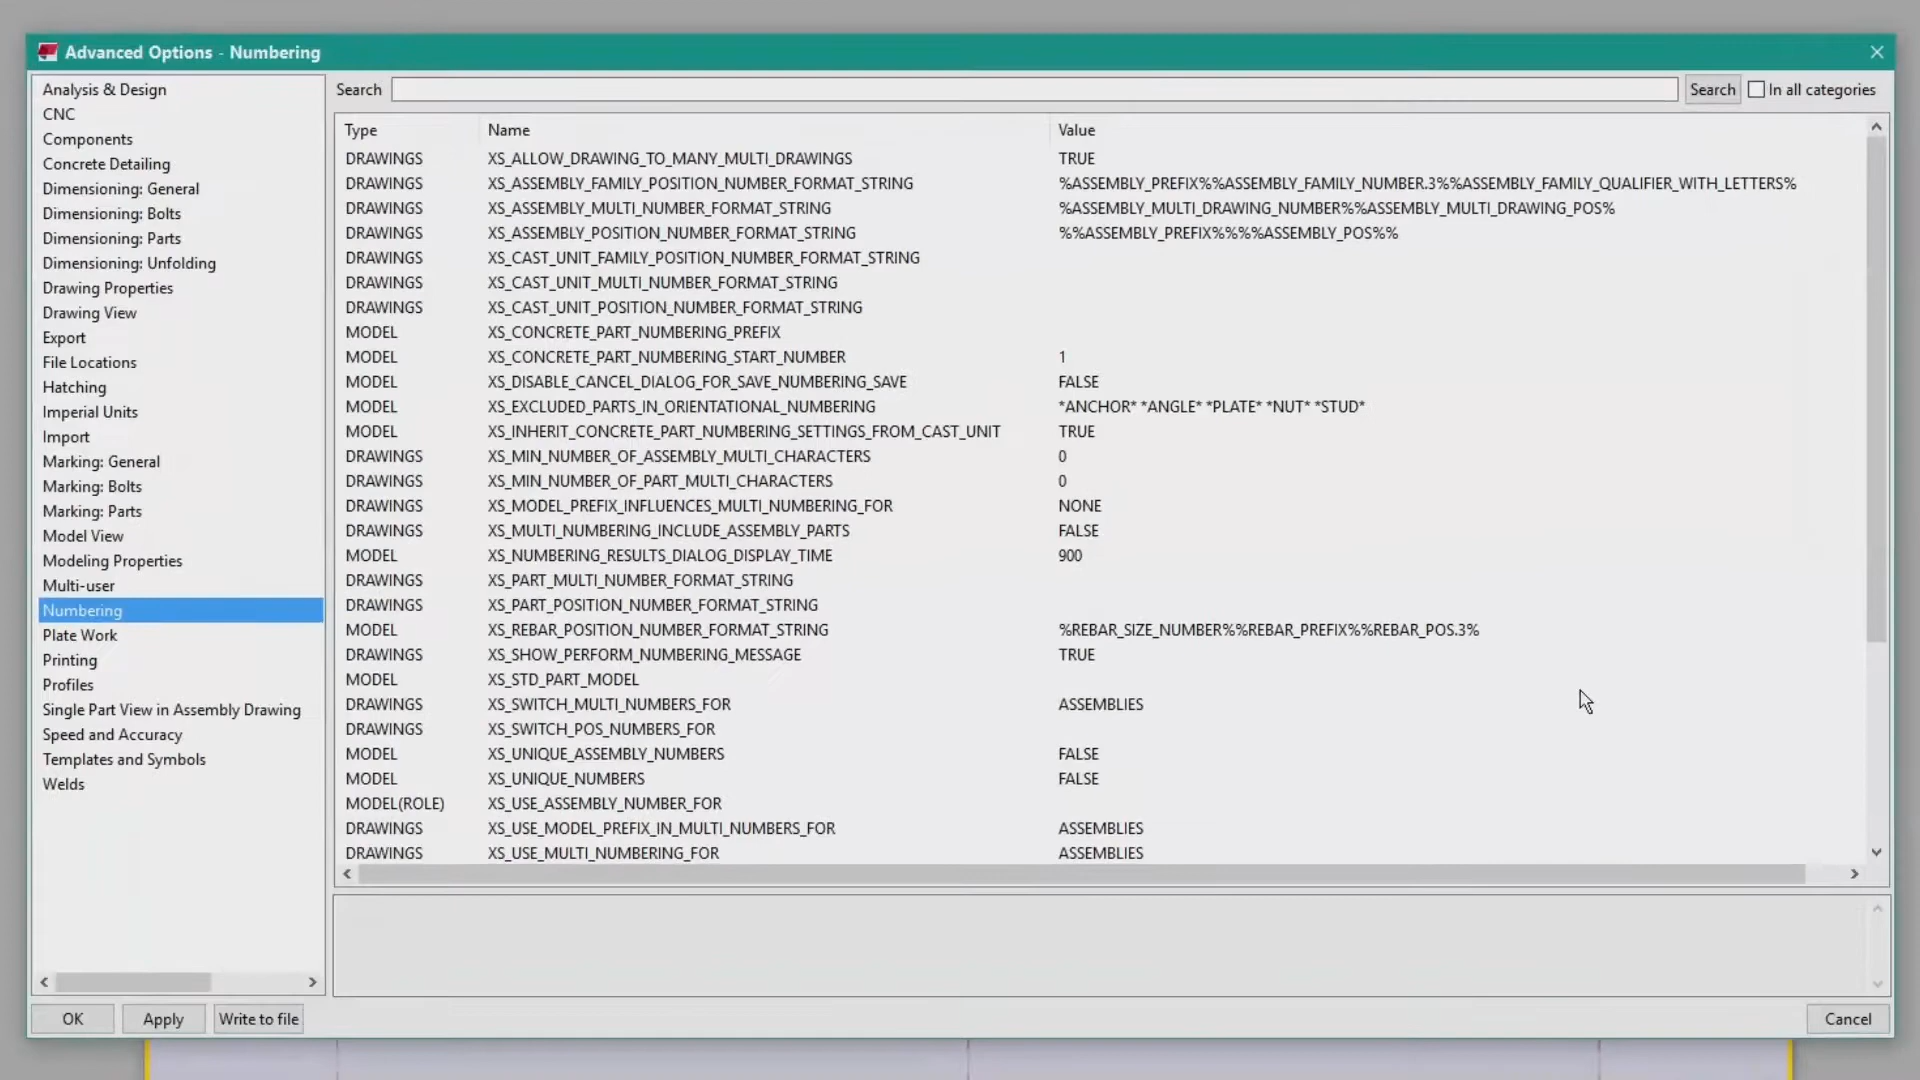 Advanced Options - Numbering
Analysis & Design
CNC
Components
Concrete Detailing
Dimensioning: General
Dimensioning: Bolts
Dimensioning: Parts
Dimensioning: Unfolding
Drawing Properties
Drawing View
Export
File Locations
Hatching
Imperial Units
Import
Marking: General
Marking: Bolts
Marking: Parts
Model View
Modeling Properties
Multi-user
Numbering
Plate Work
Printing
Profiles
Single Part View in Assembly Drawing
Speed and Accuracy
Templates and Symbols
Welds
Search Search In all categories
Type Name Value
DRAWINGS XS_ALLOW_DRAWING_TO_MANY_MULTI_DRAWINGS TRUE
DRAWINGS XS_ASSEMBLY_FAMILY_POSITION_NUMBER_FORMAT_STRING %ASSEMBLY_PREFIX%%ASSEMBLY_FAMILY_NUMBER.3%%ASSEMBLY_FAMILY_QUALIFIER_WITH_LETTERS%
DRAWINGS XS_ASSEMBLY_MULTI_NUMBER_FORMAT_STRING %ASSEMBLY_MULTI_DRAWING_NUMBER%%ASSEMBLY_MULTI_DRAWING_POS%
DRAWINGS XS_ASSEMBLY_POSITION_NUMBER_FORMAT_STRING %%ASSEMBLY_PREFIX%%%%ASSEMBLY_POS%%
DRAWINGS XS_CAST_UNIT_FAMILY_POSITION_NUMBER_FORMAT_STRING
DRAWINGS XS_CAST_UNIT_MULTI_NUMBER_FORMAT_STRING
DRAWINGS XS_CAST_UNIT_POSITION_NUMBER_FORMAT_STRING
MODEL XS_CONCRETE_PART_NUMBERING_PREFIX
MODEL XS_CONCRETE_PART_NUMBERING_START_NUMBER 1
MODEL XS_DISABLE_CANCEL_DIALOG_FOR_SAVE_NUMBERING_SAVE FALSE
MODEL XS_EXCLUDED_PARTS_IN_ORIENTATIONAL_NUMBERING *ANCHOR* *ANGLE* *PLATE* *NUT* *STUD*
MODEL XS_INHERIT_CONCRETE_PART_NUMBERING_SETTINGS_FROM_CAST_UNIT TRUE
DRAWINGS XS_MIN_NUMBER_OF_ASSEMBLY_MULTI_CHARACTERS 0
DRAWINGS XS_MIN_NUMBER_OF_PART_MULTI_CHARACTERS 0
DRAWINGS XS_MODEL_PREFIX_INFLUENCES_MULTI_NUMBERING_FOR NONE
DRAWINGS XS_MULTI_NUMBERING_INCLUDE_ASSEMBLY_PARTS FALSE
MODEL XS_NUMBERING_RESULTS_DIALOG_DISPLAY_TIME 900
DRAWINGS XS_PART_MULTI_NUMBER_FORMAT_STRING
DRAWINGS XS_PART_POSITION_NUMBER_FORMAT_STRING
MODEL XS_REBAR_POSITION_NUMBER_FORMAT_STRING %REBAR_SIZE_NUMBER%%REBAR_PREFIX%%REBAR_POS.3%
DRAWINGS XS_SHOW_PERFORM_NUMBERING_MESSAGE TRUE
MODEL XS_STD_PART_MODEL
DRAWINGS XS_SWITCH_MULTI_NUMBERS_FOR ASSEMBLIES
DRAWINGS XS_SWITCH_POS_NUMBERS_FOR
MODEL XS_UNIQUE_ASSEMBLY_NUMBERS FALSE
MODEL XS_UNIQUE_NUMBERS FALSE
MODEL(ROLE) XS_USE_ASSEMBLY_NUMBER_FOR
DRAWINGS XS_USE_MODEL_PREFIX_IN_MULTI_NUMBERS_FOR ASSEMBLIES
DRAWINGS XS_USE_MULTI_NUMBERING_FOR ASSEMBLIES
OK Apply Write to file Cancel